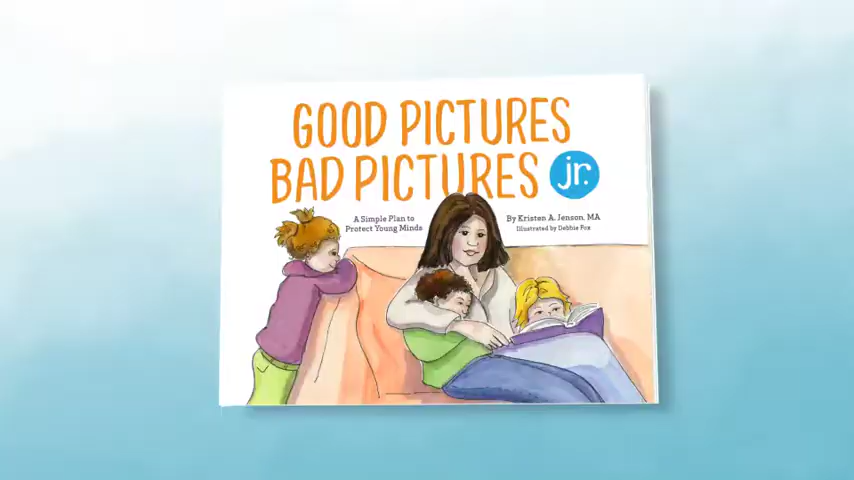 GOOD PICTURES
BAD PICTURES jr.
A Simple Plan to
Protect Young Minds
By Kristen A. Jenson, MA
Illustrated by Debbie Fox